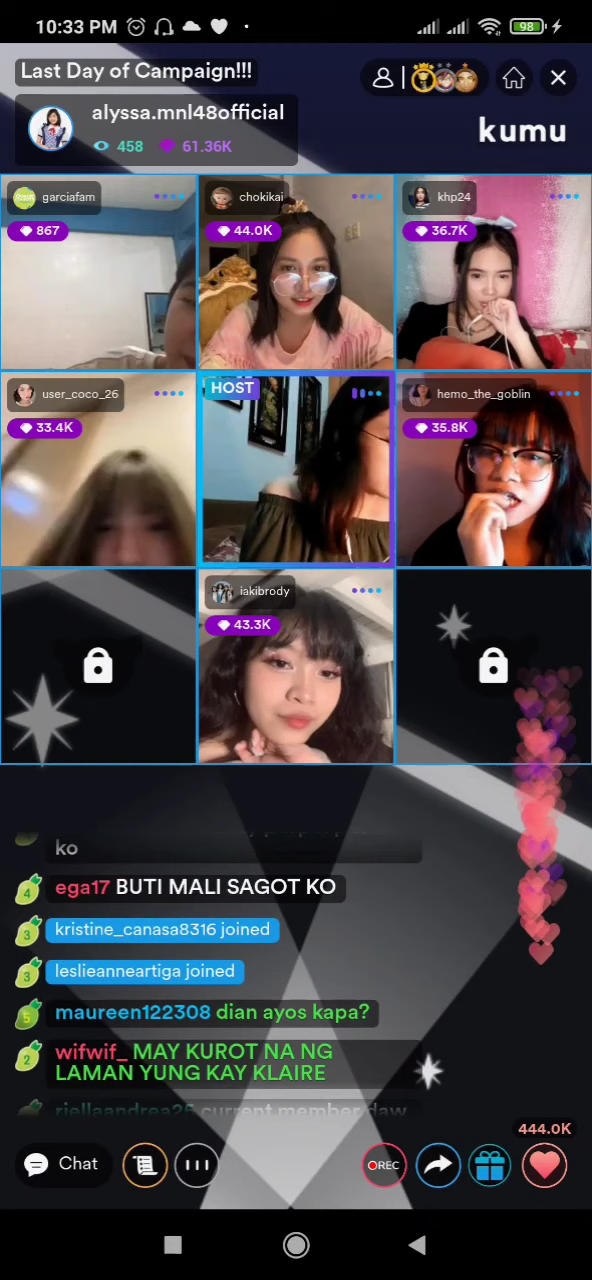 10:33 PM
98
Last Day of Campaign!!!
alyssa.mnl48official
458 61.36K
kumu
garciafam
867
chokikai
44.0K
khp24
36.7K
user_coco_26
33.4K
HOST
hemo_the_goblin
35.8K
iakibrody
43.3K
ko
4 ega17 BUTI MALI SAGOT KO
3 kristine_canasa8316 joined
3 leslieanneartiga joined
5 maureen122308 dian ayos kapa?
2 wifwif_ MAY KUROT NA NG
LAMAN YUNG KAY KLAIRE
riellaandrea25 current member daw
444.0K
Chat
REC